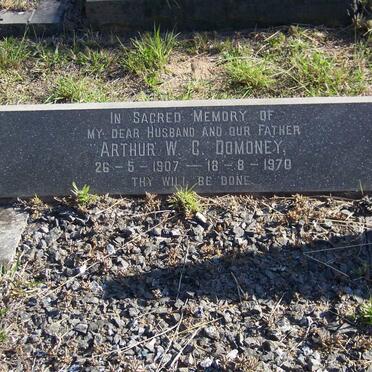 In Sacred Memory of
my dear Husband and our Father
Arthur W. C. Domoney,
26-5-1907 - 18-8-1970
Thy will be done